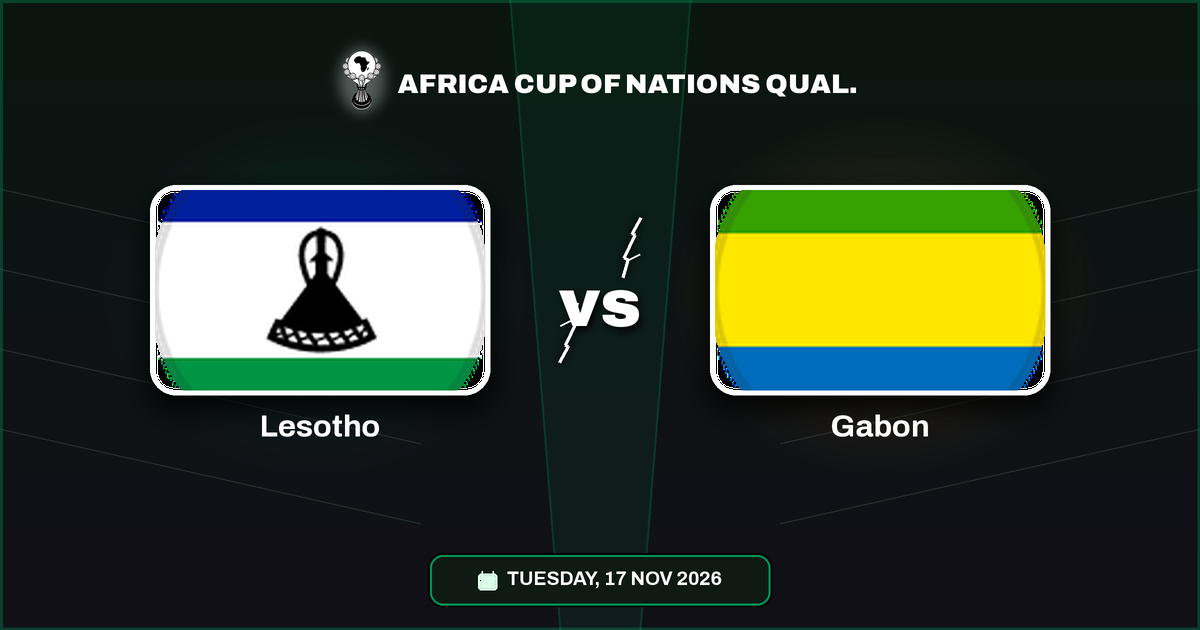 AFRICA CUP OF NATIONS QUAL.
VS
Lesotho
Gabon
TUESDAY, 17 NOV 2026